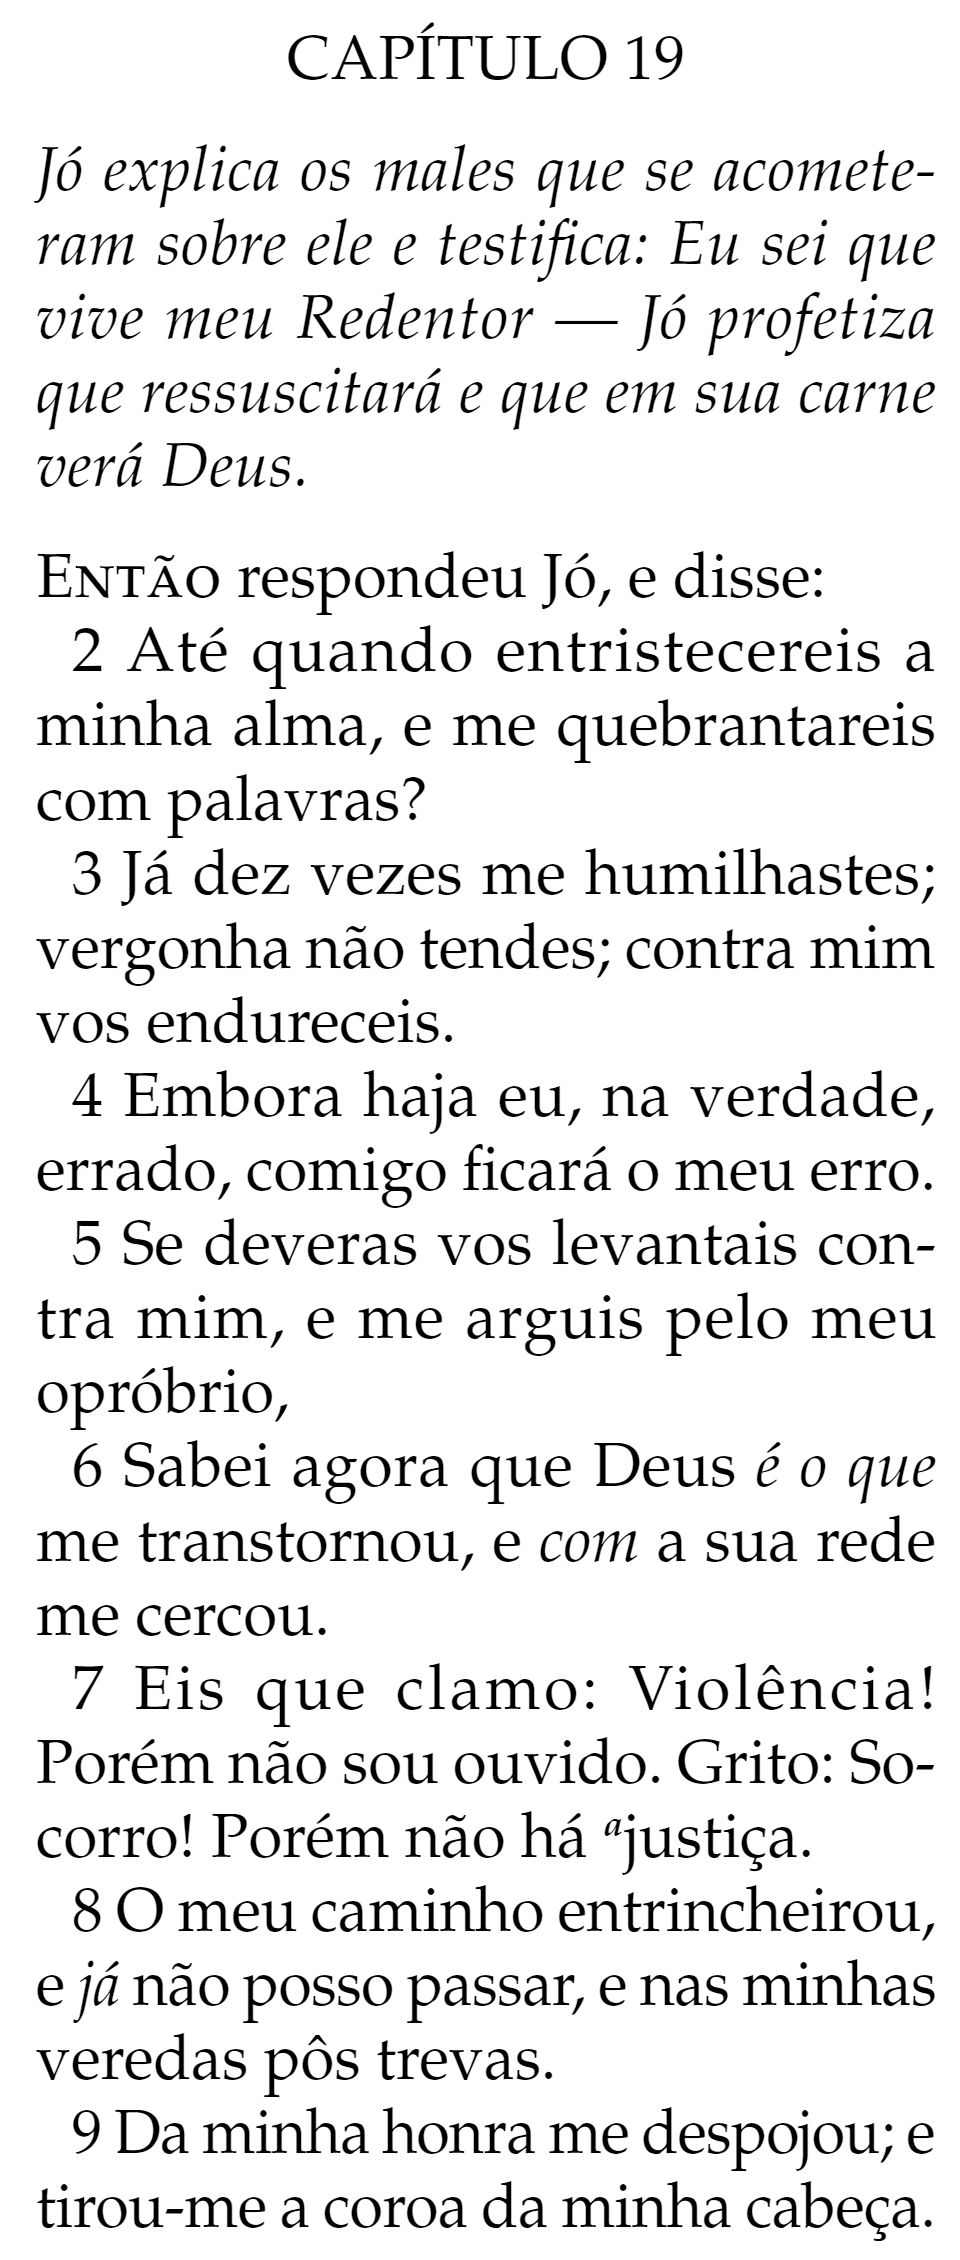 CAPÍTULO 19
Jó explica os males que se acomete-
ram sobre ele e testifica: Eu sei que
vive meu Redentor — Jó profetiza
que ressuscitará e que em sua carne
verá Deus.
ENTÃO respondeu Jó, e disse:
2 Até quando entristecereis a
minha alma, e me quebrantareis
com palavras?
3 Já dez vezes me humilhastes;
vergonha não tendes; contra mim
vos endureceis.
4 Embora haja eu, na verdade,
errado, comigo ficará o meu erro.
5 Se deveras vos levantais con-
tra mim, e me arguis pelo meu
opróbrio,
6 Sabei agora que Deus é o que
me transtornou, e com a sua rede
me cercou.
7 Eis que clamo: Violência!
Porém não sou ouvido. Grito: So-
corro! Porém não há ᵃjustiça.
8 O meu caminho entrincheirou,
e já não posso passar, e nas minhas
veredas pôs trevas.
9 Da minha honra me despojou; e
tirou-me a coroa da minha cabeça.